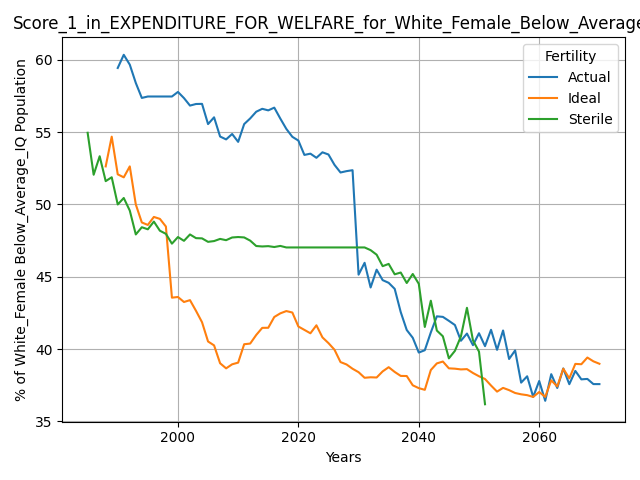 Score_1_in_EXPENDITURE_FOR_WELFARE_for_White_Female_Below_Average
Fertility
Actual
Ideal
Sterile
% of White_Female Below_Average_IQ Population
60
55
50
45
40
35
2000
2020
2040
2060
Years